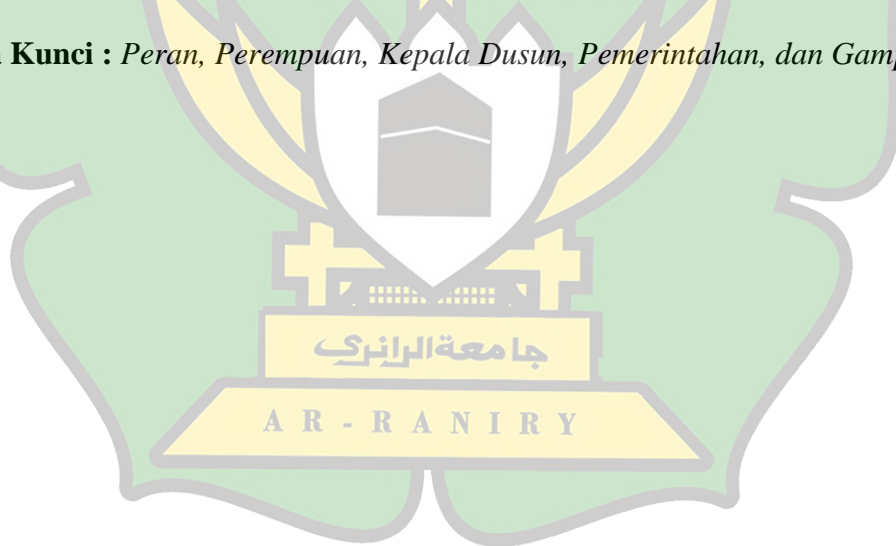 Kunci : Peran, Perempuan, Kepala Dusun, Pemerintahan, dan
جامعةالرانري
AR-RANIRY